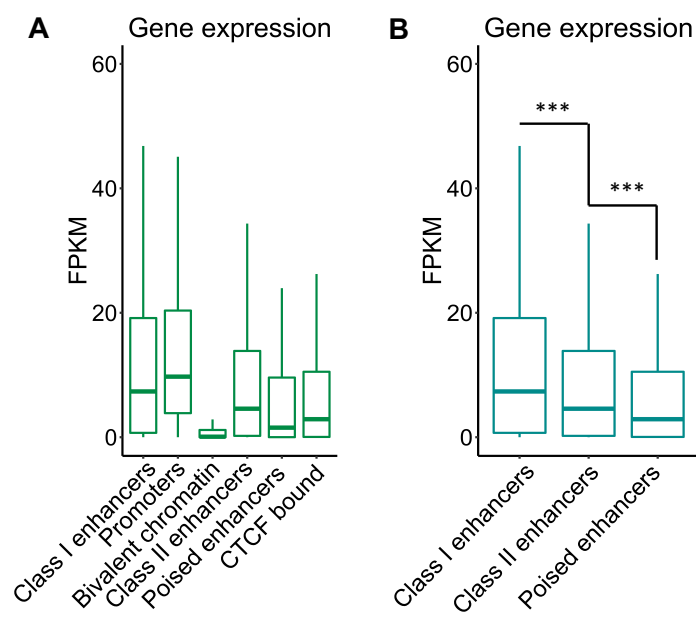 A
Gene expression
FPKM
60
40
20
0
Class I enhancers
Promoters
Bivalent chromatin
Class II enhancers
Poised enhancers
CTCF bound
B
Gene expression
FPKM
60
40
20
0
***
***
Class I enhancers
Class II enhancers
Poised enhancers